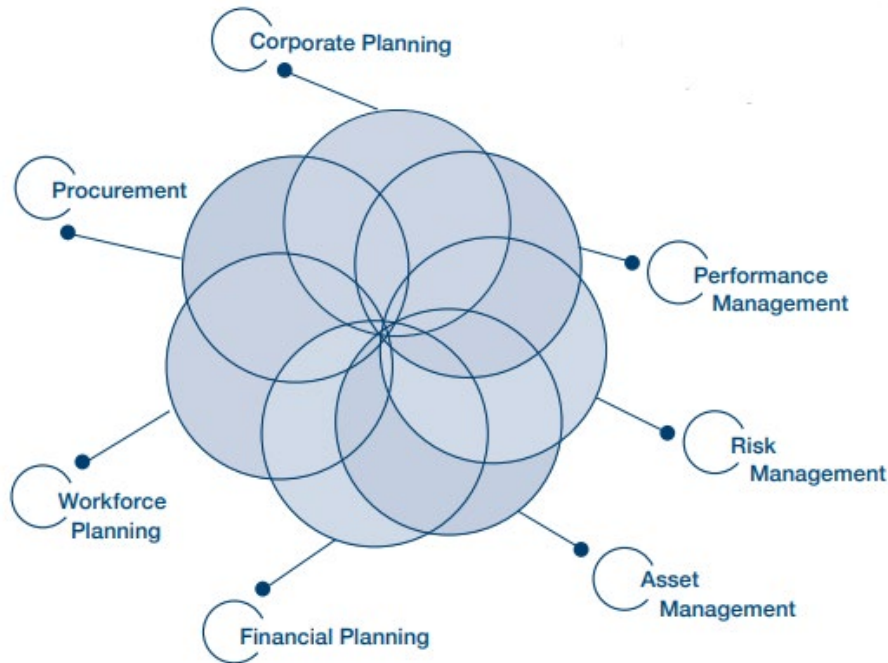 Corporate Planning
Procurement
Performance
Management
Risk
Management
Workforce
Planning
Asset
Management
Financial Planning